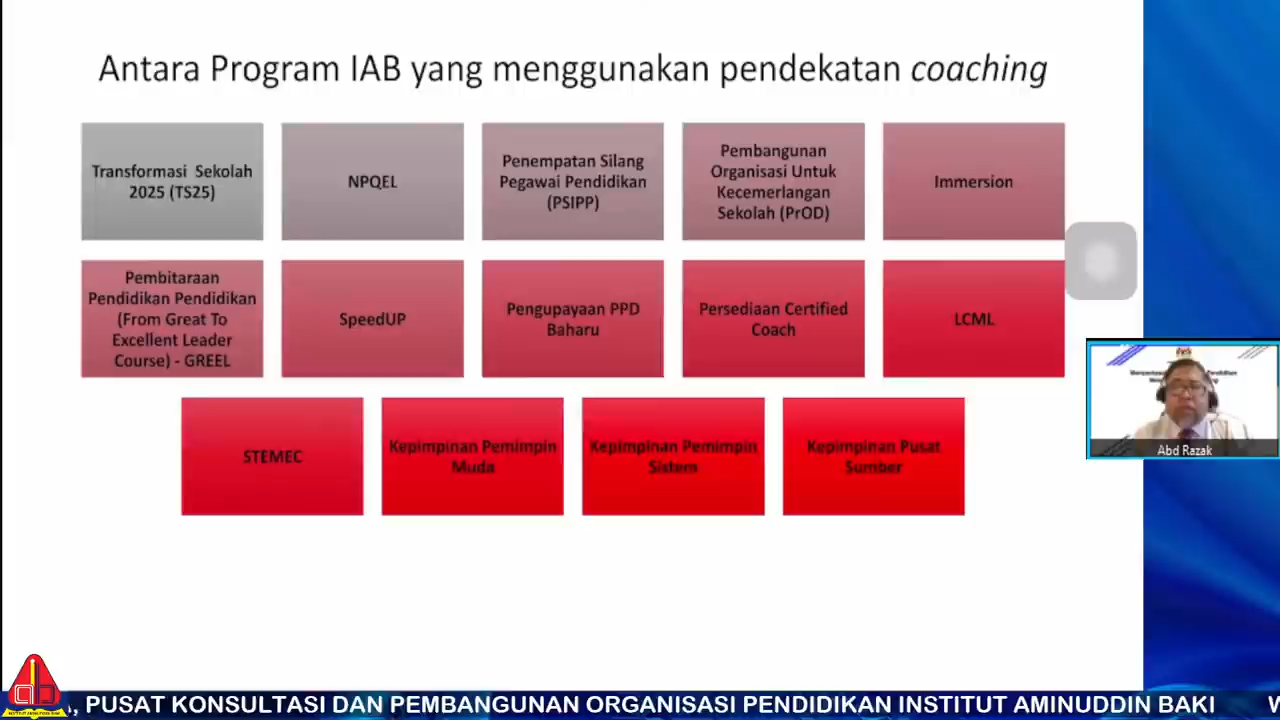 Antara Program IAB yang menggunakan pendekatan coaching
Transformasi Sekolah
2025 (TS25)
NPQEL
Penempatan Silang
Pegawai Pendidikan
(PSIPP)
Pembangunan
Organisasi Untuk
Kecemerlangan
Sekolah (PrOD)
Immersion
Pembitaraan
Pendidikan Pendidikan
(From Great To
Excellent Leader
Course) - GREEL
SpeedUP
Pengupayaan PPD
Baharu
Persediaan Certified
Coach
LCML
STEMEC
Kepimpinan Pemimpin
Muda
Kepimpinan Pemimpin
Sistem
Kepimpinan Pusat
Sumber
Abd Razak
, PUSAT KONSULTASI DAN PEMBANGUNAN ORGANISASI PENDIDIKAN INSTITUT AMINUDDIN BAKI